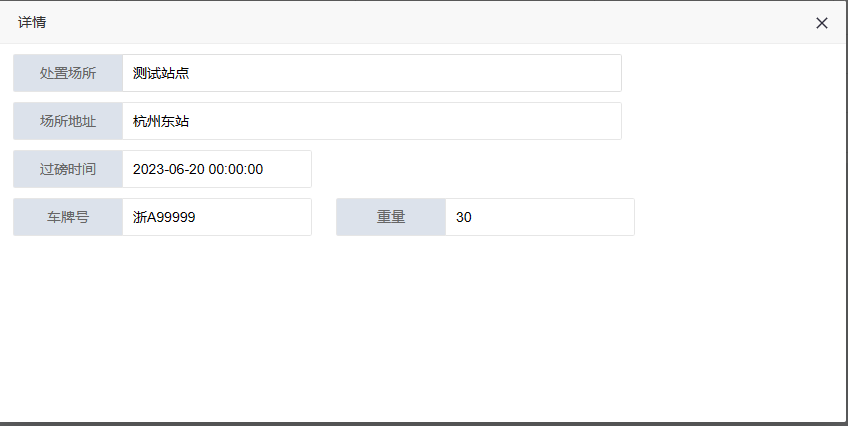 详情
处置场所 测试站点
场所地址 杭州东站
过磅时间 2023-06-20 00:00:00
车牌号 浙A99999 重量 30